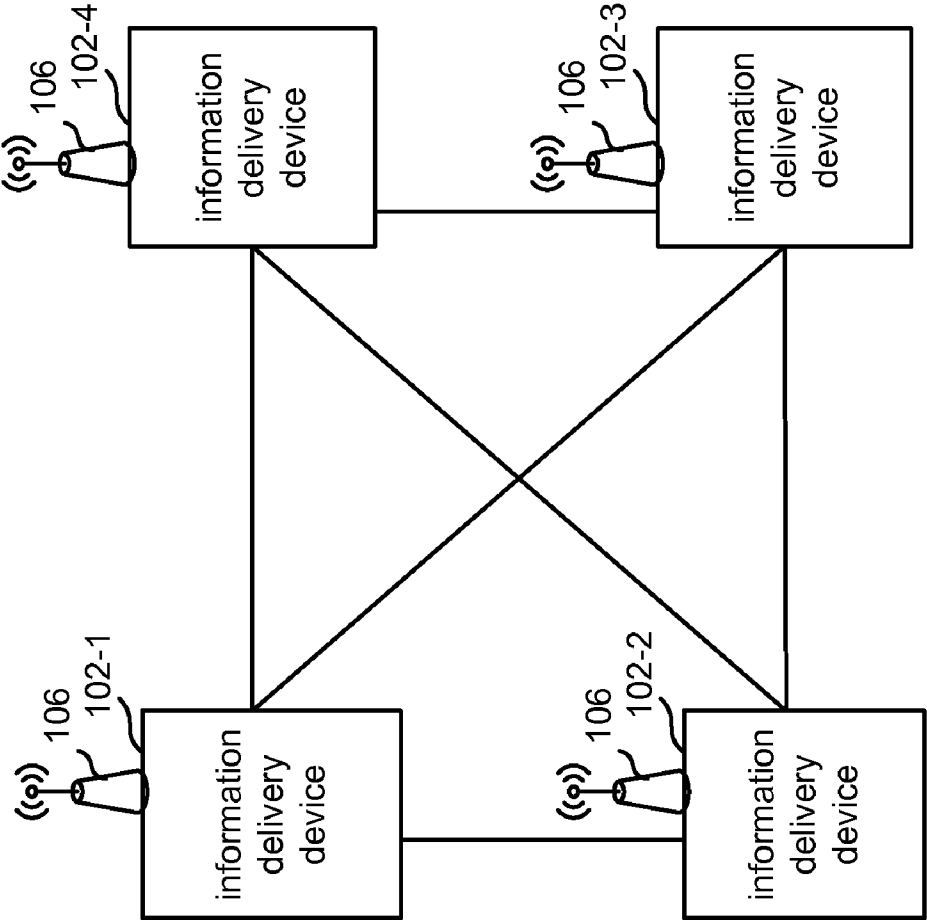 106
102-1
information
delivery
device
106
102-4
information
delivery
device
106
102-2
information
delivery
device
106
102-3
information
delivery
device